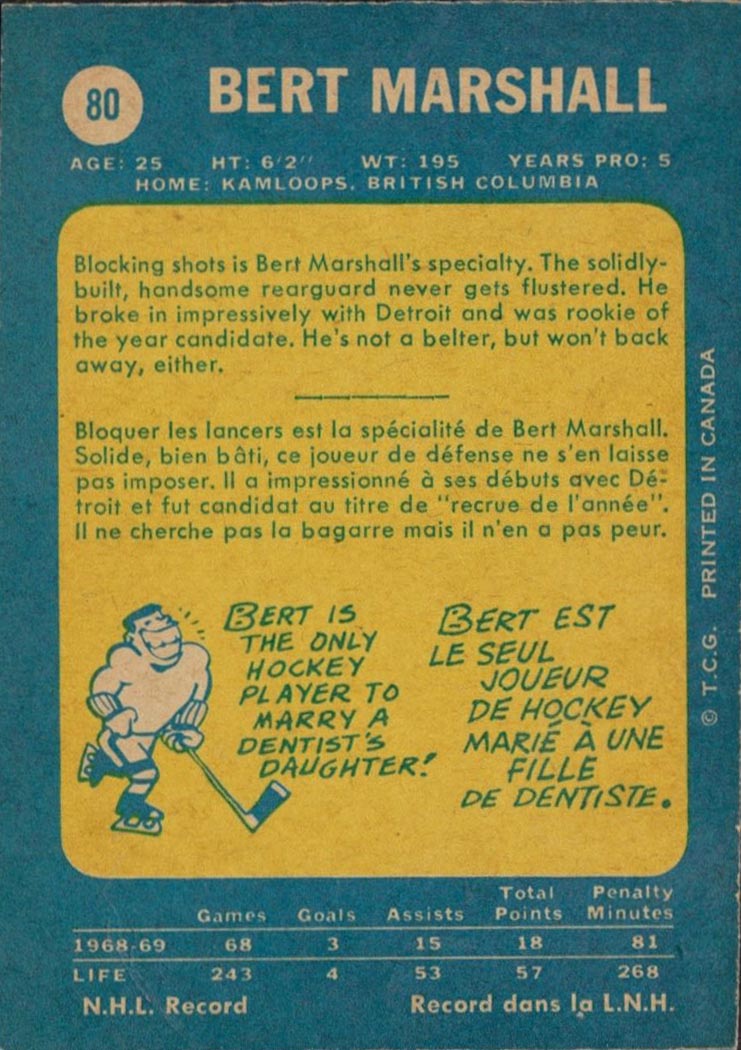 80
BERT MARSHALL
AGE: 25 HT: 6'2'' WT: 195 YEARS PRO: 5
HOME: KAMLOOPS, BRITISH COLUMBIA
Blocking shots is Bert Marshall's specialty. The solidly-
built, handsome rearguard never gets flustered. He
broke in impressively with Detroit and was rookie of
the year candidate. He's not a belter, but won't back
away, either.
Bloquer les lancers est la spécialité de Bert Marshall.
Solide, bien bâti, ce joueur de défense ne s'en laisse
pas imposer. Il a impressionné à ses débuts avec Dé-
troit et fut candidat au titre de "recrue de l'année".
Il ne cherche pas la bagarre mais il n'en a pas peur.
BERT IS
THE ONLY
HOCKEY
PLAYER TO
MARRY A
DENTIST'S
DAUGHTER!
BERT EST
LE SEUL
JOUEUR
DE HOCKEY
MARIÉ À UNE
FILLE
DE DENTISTE.
© T.C.G. PRINTED IN CANADA
Games Goals Assists Total Points Penalty Minutes
1968-69 68 3 15 18 81
LIFE 243 4 53 57 268
N.H.L. Record Record dans la L.N.H.